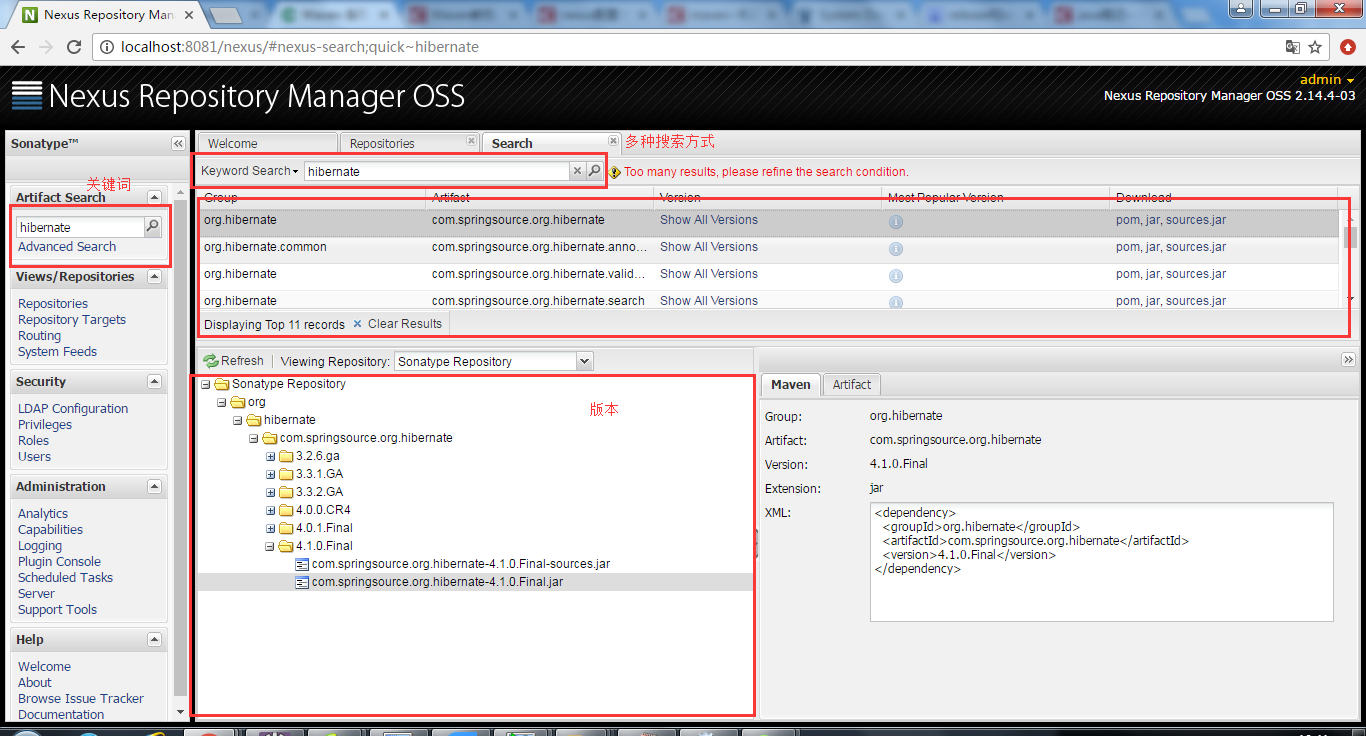 Nexus Repository Man
localhost:8081/nexus/#nexus-search;quick~hibernate
Nexus Repository Manager OSS
admin
Nexus Repository Manager OSS 2.14.4-03
Sonatype™
Welcome
Repositories
Search
多种搜索方式
关键词
Artifact Search
hibernate
Advanced Search
Views/Repositories
Repositories
Repository Targets
Routing
System Feeds
Security
LDAP Configuration
Privileges
Roles
Users
Administration
Analytics
Capabilities
Logging
Plugin Console
Scheduled Tasks
Server
Support Tools
Help
Welcome
About
Browse Issue Tracker
Documentation
Keyword Search
hibernate
Too many results, please refine the search condition.
Group Artifact Version Most Popular Version Download
org.hibernate com.springsource.org.hibernate Show All Versions pom, jar, sources.jar
org.hibernate.common com.springsource.org.hibernate.anno... Show All Versions pom, jar, sources.jar
org.hibernate com.springsource.org.hibernate.valid... Show All Versions pom, jar, sources.jar
org.hibernate com.springsource.org.hibernate.search Show All Versions pom, jar, sources.jar
Displaying Top 11 records Clear Results
Refresh Viewing Repository: Sonatype Repository
Sonatype Repository
org
版本
hibernate
com.springsource.org.hibernate
3.2.6.ga
3.3.1.GA
3.3.2.GA
4.0.0.CR4
4.0.1.Final
4.1.0.Final
com.springsource.org.hibernate-4.1.0.Final-sources.jar
com.springsource.org.hibernate-4.1.0.Final.jar
Maven Artifact
Group: org.hibernate
Artifact: com.springsource.org.hibernate
Version: 4.1.0.Final
Extension: jar
XML: <dependency>
<groupId>org.hibernate</groupId>
<artifactId>com.springsource.org.hibernate</artifactId>
<version>4.1.0.Final</version>
</dependency>